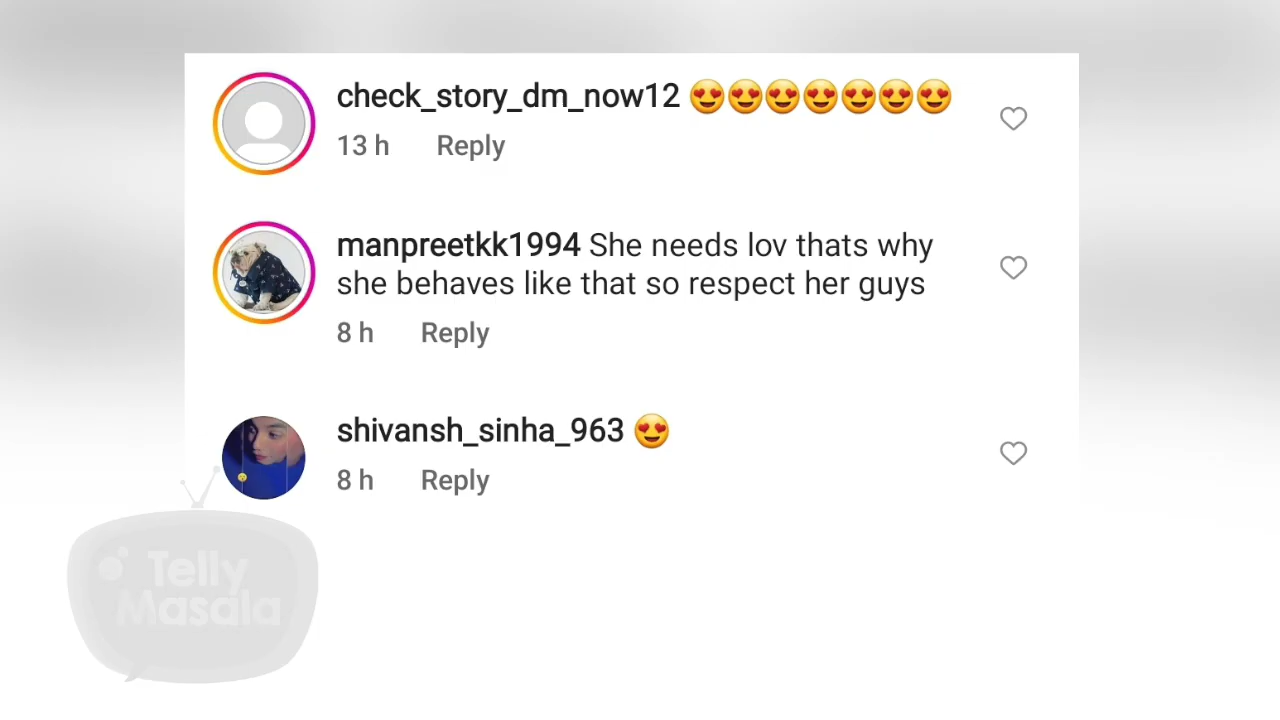 check_story_dm_now12 😍😍😍😍😍😍😍
13 h Reply
manpreetkk1994 She needs lov thats why
she behaves like that so respect her guys
8 h Reply
shivansh_sinha_963 😍
8 h Reply
Telly
Masala